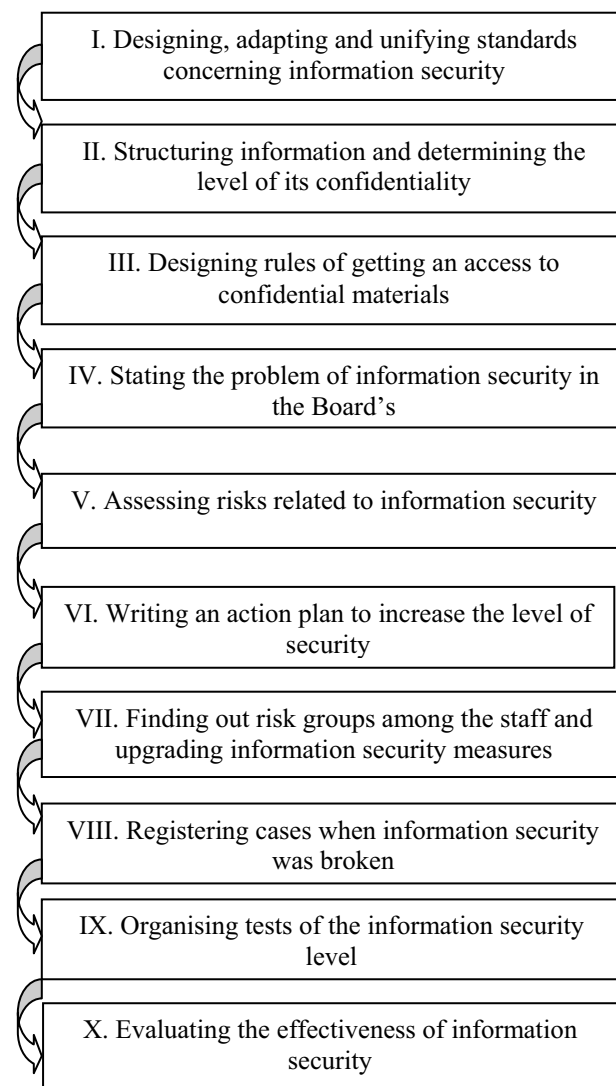 I. Designing, adapting and unifying standards
concerning information security
II. Structuring information and determining the
level of its confidentiality
III. Designing rules of getting an access to
confidential materials
IV. Stating the problem of information security in
the Board’s
V. Assessing risks related to information security
VI. Writing an action plan to increase the level of
security
VII. Finding out risk groups among the staff and
upgrading information security measures
VIII. Registering cases when information security
was broken
IX. Organising tests of the information security
level
X. Evaluating the effectiveness of information
security